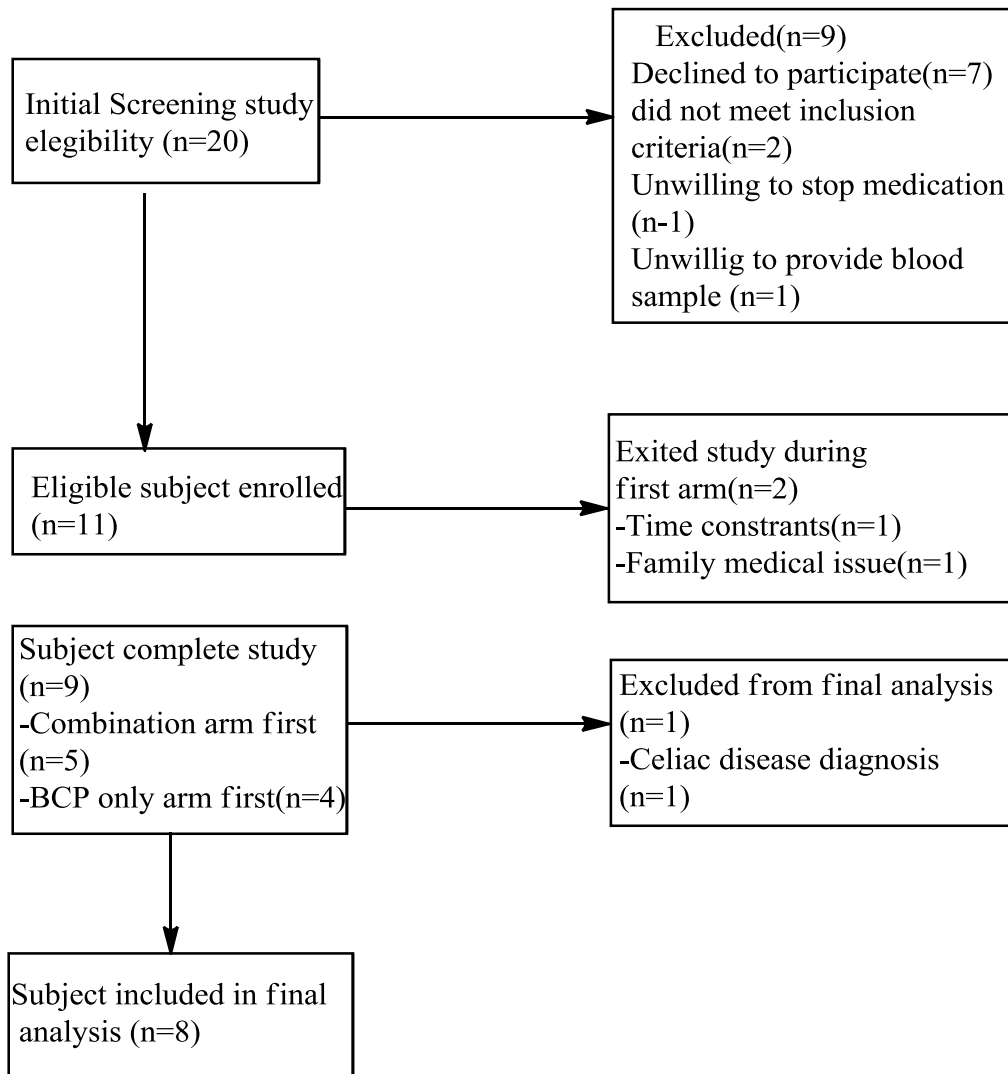 Initial Screening study
elegibility (n=20)
Excluded(n=9)
Declined to participate(n=7)
did not meet inclusion
criteria(n=2)
Unwilling to stop medication
(n-1)
Unwillig to provide blood
sample (n=1)
Eligible subject enrolled
(n=11)
Exited study during
first arm(n=2)
-Time constrants(n=1)
-Family medical issue(n=1)
Subject complete study
(n=9)
-Combination arm first
(n=5)
-BCP only arm first(n=4)
Excluded from final analysis
(n=1)
-Celiac disease diagnosis
(n=1)
Subject included in final
analysis (n=8)